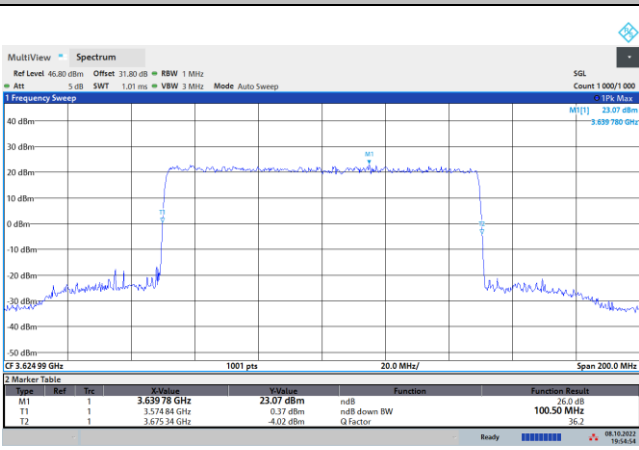 MultiView Spectrum
Ref Level 46.80 dBm Offset 31.80 dB RBW 1 MHz SGL
Att 5 dB SWT 1.01 ms VBW 3 MHz Mode Auto Sweep Count 1 000/1 000
1 Frequency Sweep 1Pk Max
M1[1] 23.07 dBm
3.639 780 GHz
40 dBm
30 dBm
M1
20 dBm
10 dBm
T1
0 dBm
T2
-10 dBm
-20 dBm
-30 dBm
-40 dBm
-50 dBm
CF 3.624 99 GHz 1001 pts 20.0 MHz/ Span 200.0 MHz
2 Marker Table
Type Ref Trc X-Value Y-Value Function Function Result
M1 1 3.639 78 GHz 23.07 dBm ndB 26.0 dB
T1 1 3.574 84 GHz 0.37 dBm ndB down BW 100.50 MHz
T2 1 3.675 34 GHz -4.02 dBm Q Factor 36.2
Ready 08.10.2022
19:54:54